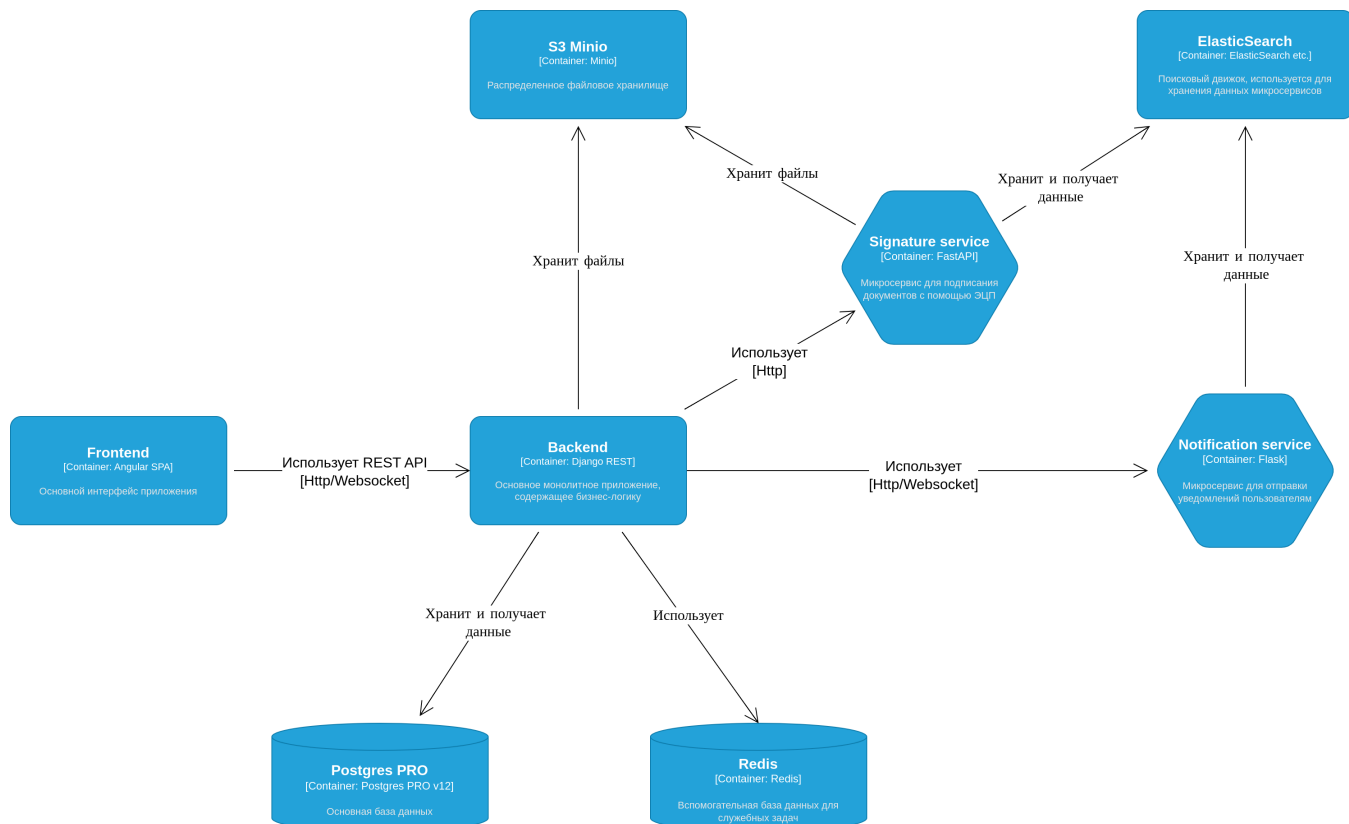 S3 Minio
[Container: Minio]
Распределенное файловое хранилище
ElasticSearch
[Container: ElasticSearch etc.]
Поисковый движок, используется для
хранения данных микросервисов
Хранит файлы
Хранит и получает
данные
Signature service
[Container: FastAPI]
Микросервис для подписания
документов с помощью ЭЦП
Хранит файлы
Хранит и получает
данные
Использует
[Http]
Frontend
[Container: Angular SPA]
Основной интерфейс приложения
Использует REST API
[Http/Websocket]
Backend
[Container: Django REST]
Основное монолитное приложение,
содержащее бизнес-логику
Использует
[Http/Websocket]
Notification service
[Container: Flask]
Микросервис для отправки
уведомлений пользователям
Хранит и получает
данные
Использует
Postgres PRO
[Container: Postgres PRO v12]
Основная база данных
Redis
[Container: Redis]
Вспомогательная база данных для
служебных задач